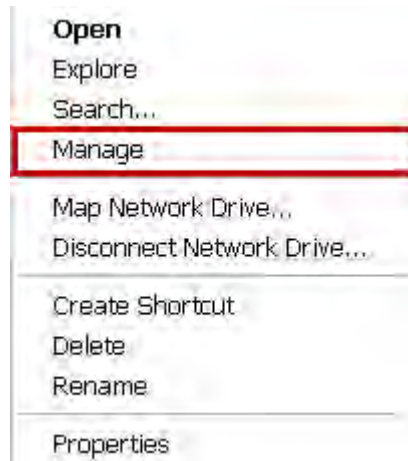 Open
Explore
Search...
Manage
Map Network Drive...
Disconnect Network Drive...
Create Shortcut
Delete
Rename
Properties